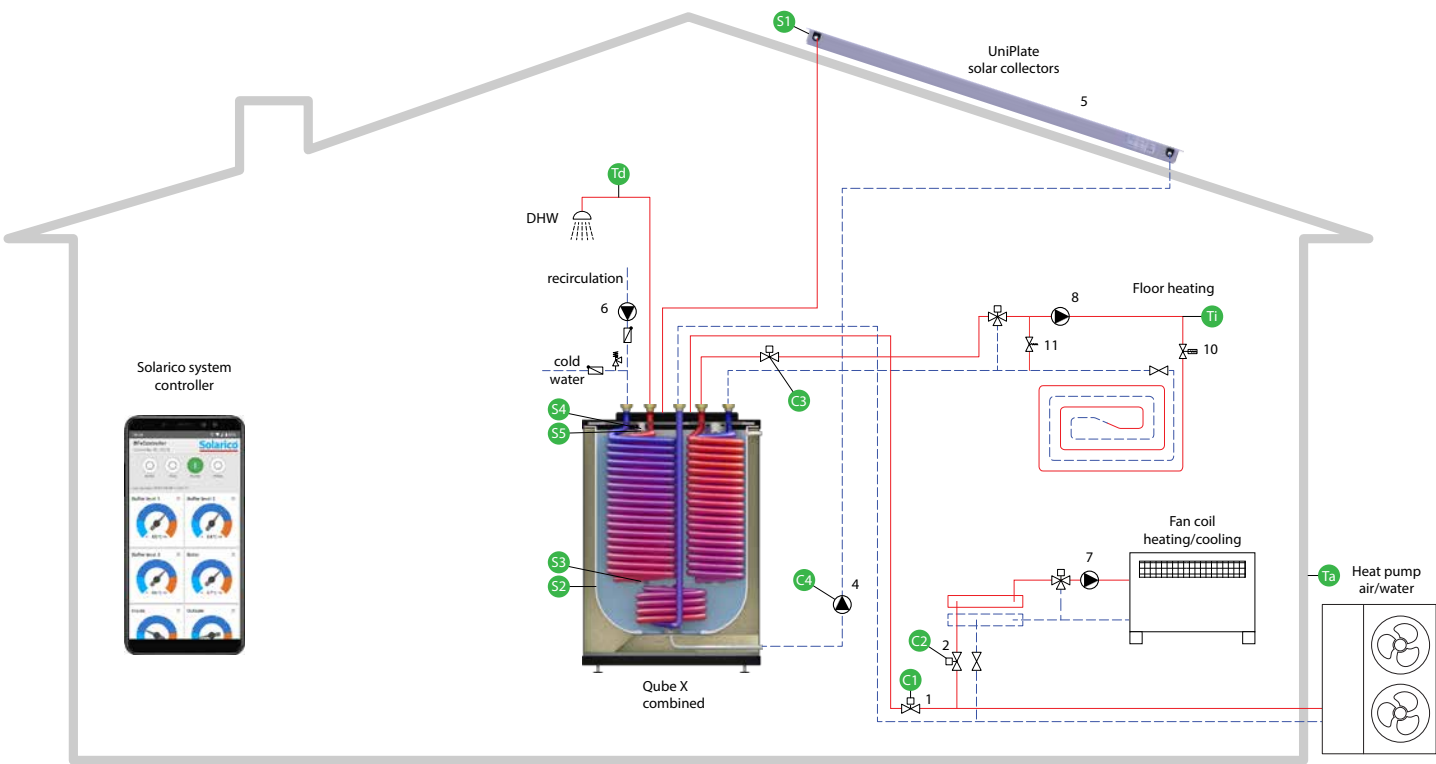 S1
UniPlate
solar collectors
5
Td
DHW
recirculation
6
cold
water
Floor heating
8
Ti
11
10
C3
Solarico system
controller
Solarico
S4
S5
S3
S2
Qube X
combined
C4
4
Fan coil
heating/cooling
7
C2
2
C1
1
Ta
Heat pump
air/water